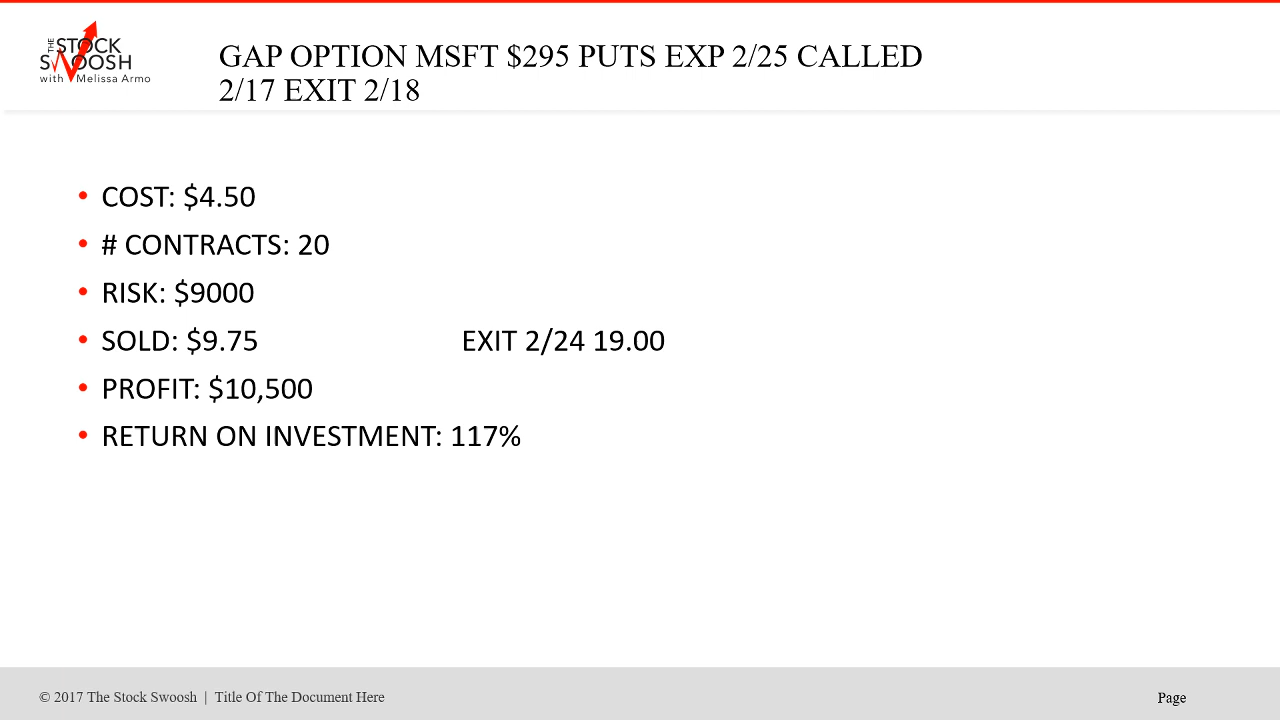 THE
STOCK
SWOOSH
with Melissa Armo
GAP OPTION MSFT $295 PUTS EXP 2/25 CALLED
2/17 EXIT 2/18
• COST: $4.50
• # CONTRACTS: 20
• RISK: $9000
• SOLD: $9.75 EXIT 2/24 19.00
• PROFIT: $10,500
• RETURN ON INVESTMENT: 117%
© 2017 The Stock Swoosh | Title Of The Document Here
Page